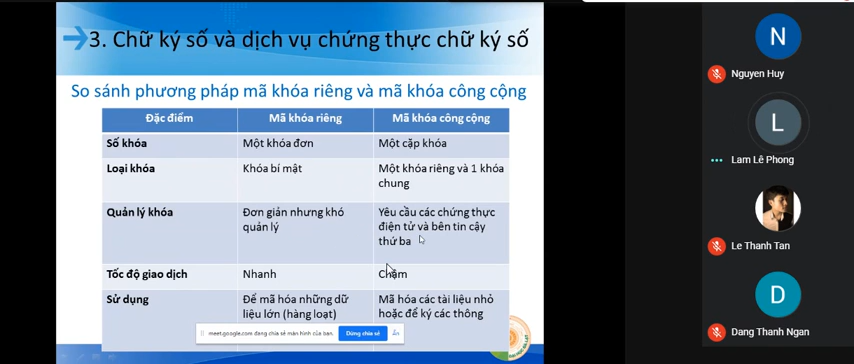 3. Chữ ký số và dịch vụ chứng thực chữ ký số
So sánh phương pháp mã khóa riêng và mã khóa công cộng
Đặc điểm Mã khóa riêng Mã khóa công cộng
Số khóa Một khóa đơn Một cặp khóa
Loại khóa Khóa bí mật Một khóa riêng và 1 khóa
chung
Quản lý khóa Đơn giản nhưng khó Yêu cầu các chứng thực
quản lý điện tử và bên tin cậy
thứ ba
Tốc độ giao dịch Nhanh Chậm
Sử dụng Để mã hóa những dữ Mã hóa các tài liệu nhỏ
liệu lớn (hàng loạt) hoặc để ký các thông
meet.google.com đang chia sẻ màn hình của bạn. Dừng chia sẻ Ẩn
N
Nguyen Huy
L
Lam Lê Phong
Le Thanh Tan
D
Dang Thanh Ngan